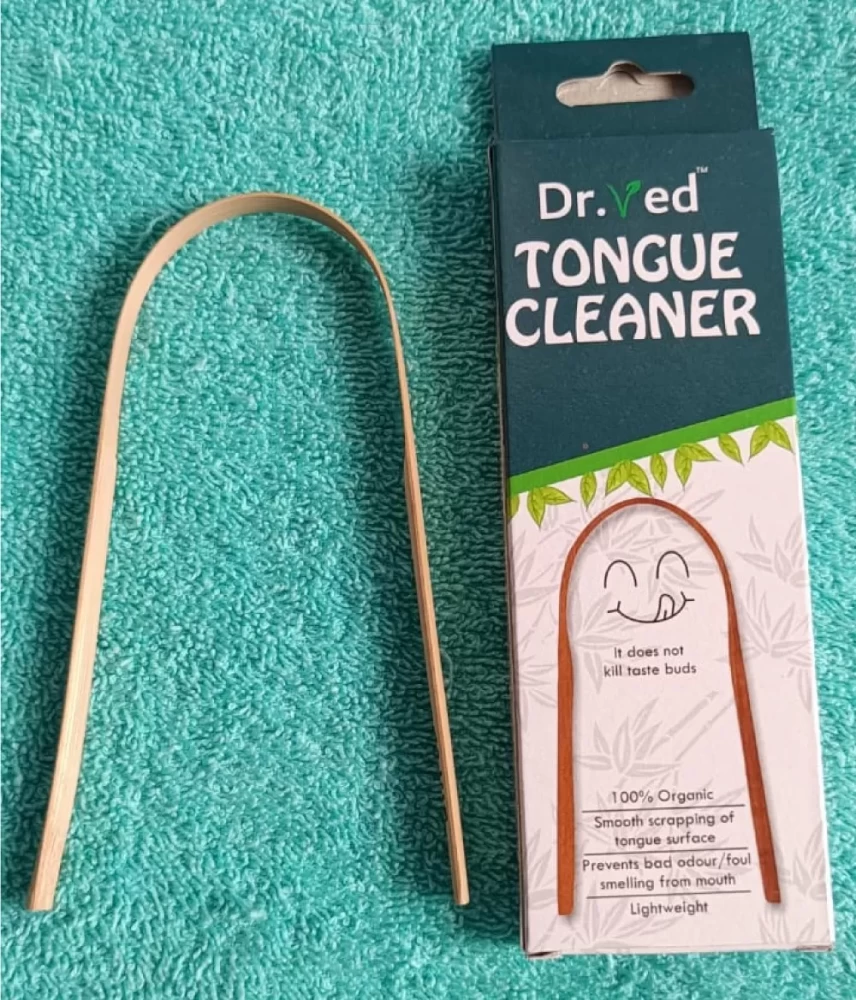 Dr.Ved™
TONGUE
CLEANER
It does not
kill taste buds
100% Organic
Smooth scrapping of
tongue surface
Prevents bad odour/foul
smelling from mouth
Lightweight